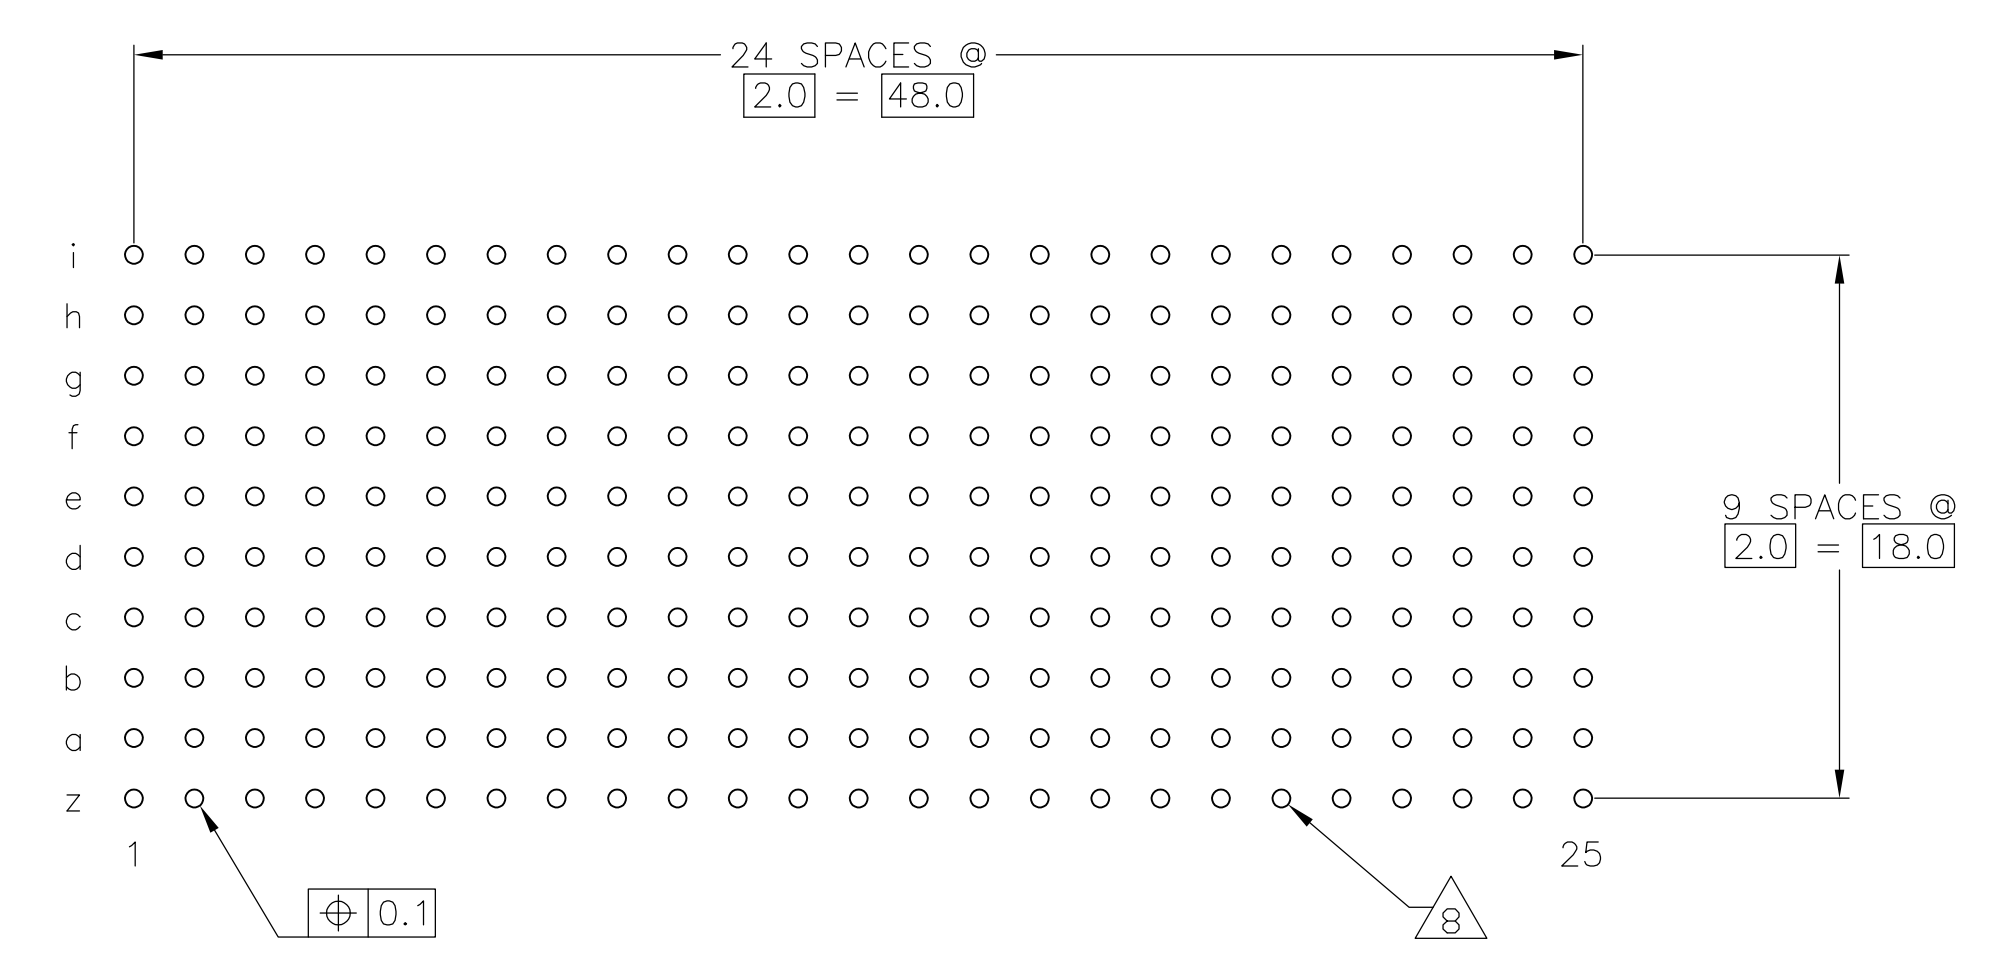 24 SPACES @
2.0 = 48.0
i
h
g
f
e
d
c
b
a
z
9 SPACES @
2.0 = 18.0
1
25
⌖ 0.1
8